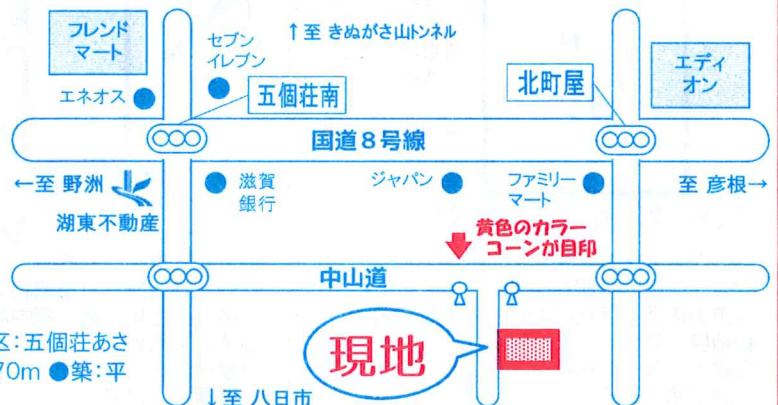 フレンド
マート
セブン
イレブン
↑至 きぬがさ山トンネル
エディ
オン
エネオス
五個荘南
北町屋
国道8号線
←至 野洲
湖東不動産
滋賀
銀行
ジャパン
ファミリー
マート
至 彦根→
黄色のカラー
コーンが目印
中山道
現地
区:五個荘あさ
70m ●築:平
↓至 八日市